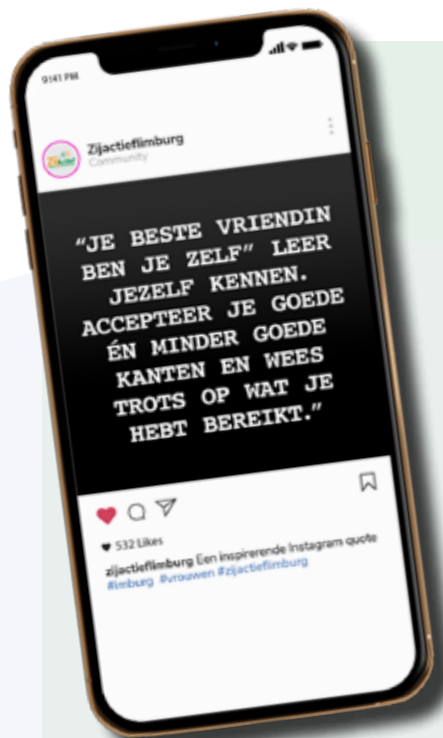 9:41 PM
Zijactieflimburg
Community
“JE BESTE VRIENDIN
BEN JE ZELF” LEER
JEZELF KENNEN.
ACCEPTEER JE GOEDE
ÉN MINDER GOEDE
KANTEN EN WEES
TROTS OP WAT JE
HEBT BEREIKT.”
532 Likes
zijactieflimburg Een inspirerende Instagram quote
#imburg #vrouwen #zijactieflimburg